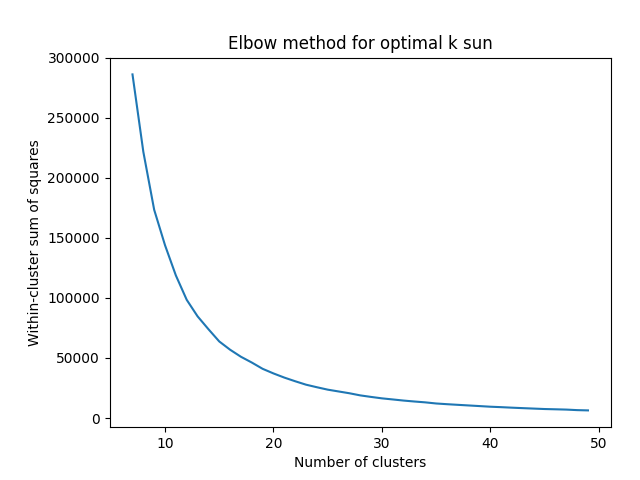 Elbow method for optimal k sun
300000
250000
200000
150000
100000
50000
0
Within-cluster sum of squares
10 20 30 40 50
Number of clusters